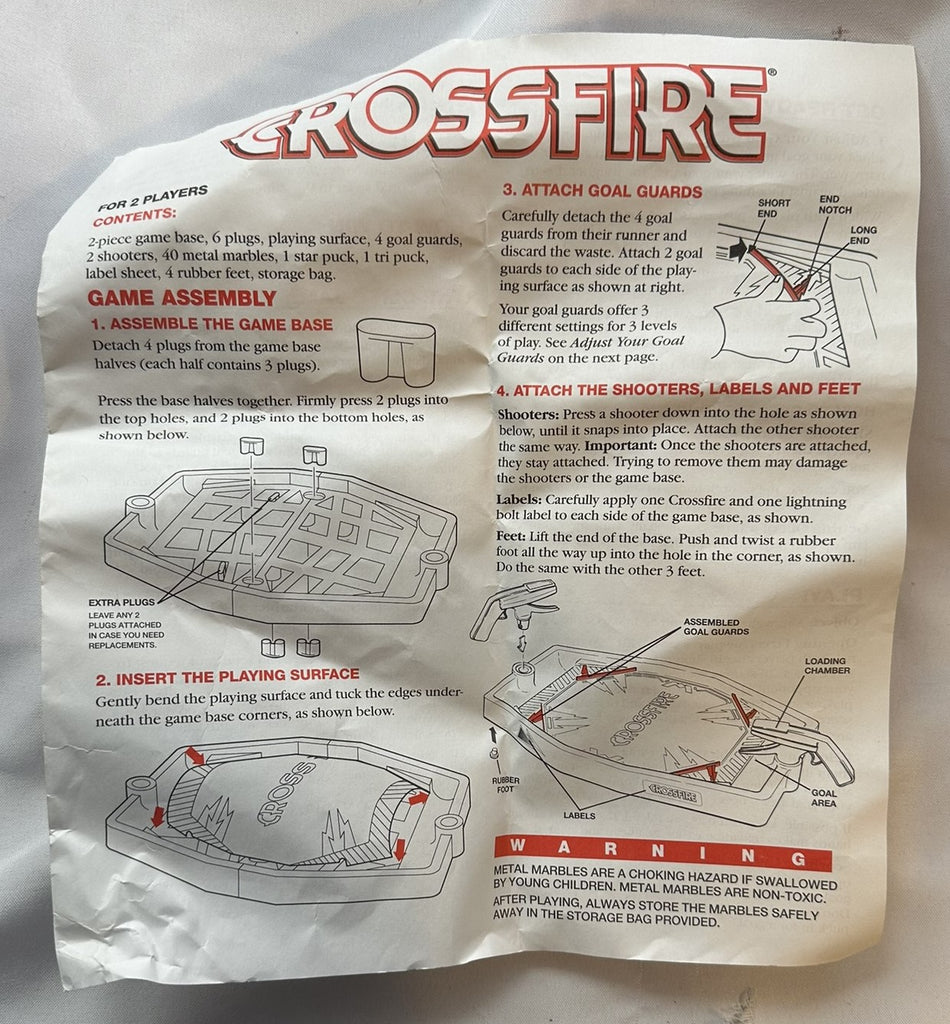 CROSSFIRE®
FOR 2 PLAYERS
CONTENTS:
2-piece game base, 6 plugs, playing surface, 4 goal guards,
2 shooters, 40 metal marbles, 1 star puck, 1 tri puck,
label sheet, 4 rubber feet, storage bag.
GAME ASSEMBLY
1. ASSEMBLE THE GAME BASE
Detach 4 plugs from the game base
halves (each half contains 3 plugs).
Press the base halves together. Firmly press 2 plugs into
the top holes, and 2 plugs into the bottom holes, as
shown below.
EXTRA PLUGS
LEAVE ANY 2
PLUGS ATTACHED
IN CASE YOU NEED
REPLACEMENTS.
2. INSERT THE PLAYING SURFACE
Gently bend the playing surface and tuck the edges under-
neath the game base corners, as shown below.
CROSS
3. ATTACH GOAL GUARDS
Carefully detach the 4 goal
guards from their runner and
discard the waste. Attach 2 goal
guards to each side of the play-
ing surface as shown at right.
Your goal guards offer 3
different settings for 3 levels
of play. See Adjust Your Goal
Guards on the next page.
SHORT
END
END
NOTCH
LONG
END
4. ATTACH THE SHOOTERS, LABELS AND FEET
Shooters: Press a shooter down into the hole as shown
below, until it snaps into place. Attach the other shooter
the same way. Important: Once the shooters are attached,
they stay attached. Trying to remove them may damage
the shooters or the game base.
Labels: Carefully apply one Crossfire and one lightning
bolt label to each side of the game base, as shown.
Feet: Lift the end of the base. Push and twist a rubber
foot all the way up into the hole in the corner, as shown.
Do the same with the other 3 feet.
ASSEMBLED
GOAL GUARDS
LOADING
CHAMBER
CROSSFIRE
RUBBER
FOOT
CROSSFIRE
GOAL
AREA
LABELS
WARNING
METAL MARBLES ARE A CHOKING HAZARD IF SWALLOWED
BY YOUNG CHILDREN. METAL MARBLES ARE NON-TOXIC.
AFTER PLAYING, ALWAYS STORE THE MARBLES SAFELY
AWAY IN THE STORAGE BAG PROVIDED.